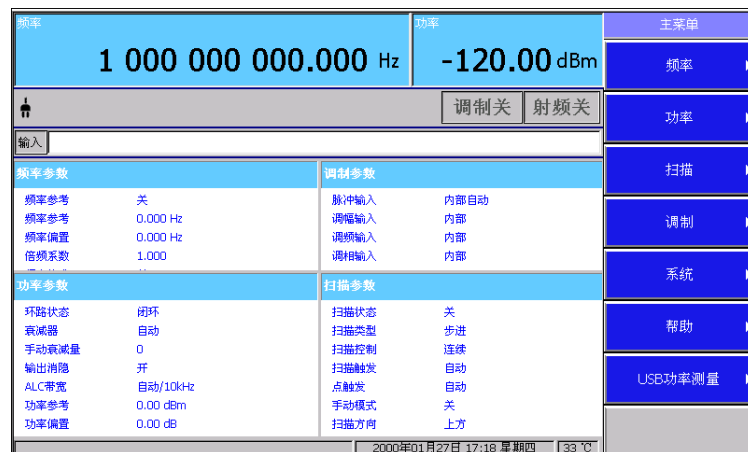 频率
1 000 000 000.000 Hz
功率
-120.00 dBm
调制关
射频关
输入
频率参数
频率参考 关
频率参考 0.000 Hz
频率偏置 0.000 Hz
倍频系数 1.000
调制参数
脉冲输入 内部自动
调幅输入 内部
调频输入 内部
调相输入 内部
功率参数
环路状态 闭环
衰减器 自动
手动衰减量 0
输出消隐 开
ALC带宽 自动/10kHz
功率参考 0.00 dBm
功率偏置 0.00 dB
扫描参数
扫描状态 关
扫描类型 步进
扫描控制 连续
扫描触发 自动
点触发 自动
手动模式 关
扫描方向 上方
2000年01月27日 17:18 星期四
33 ℃
主菜单
频率
功率
扫描
调制
系统
帮助
USB功率测量